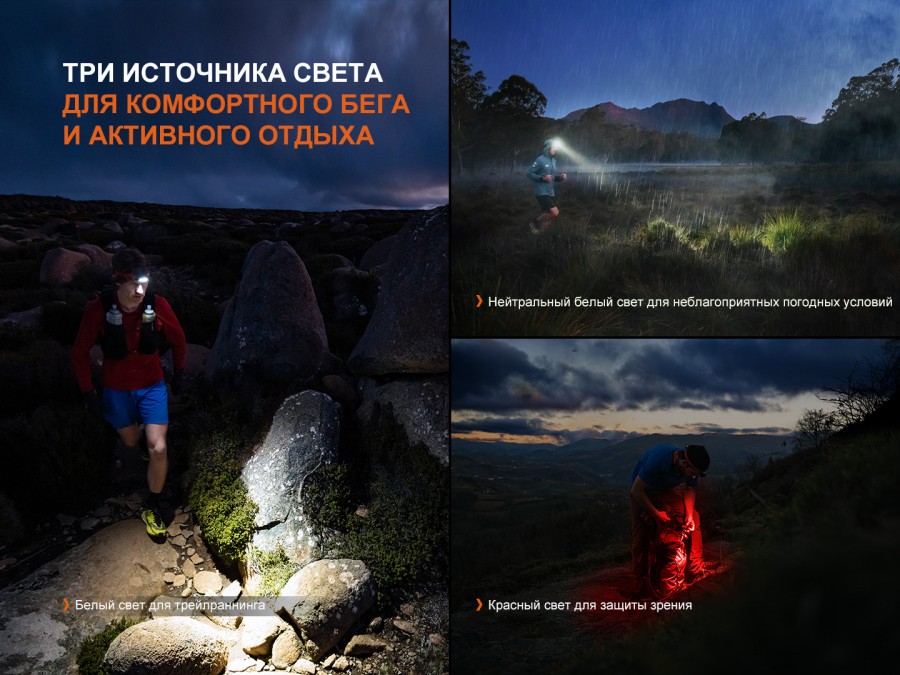 ТРИ ИСТОЧНИКА СВЕТА
ДЛЯ КОМФОРТНОГО БЕГА
И АКТИВНОГО ОТДЫХА
Нейтральный белый свет для неблагоприятных погодных условий
Белый свет для трейлраннинга
Красный свет для защиты зрения